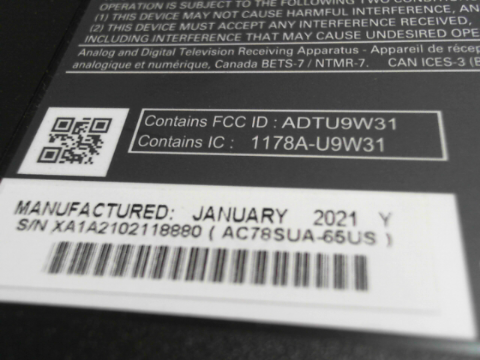 OPERATION IS SUBJECT TO THE FOLLOWING TWO CONDITION
(1) THIS DEVICE MAY NOT CAUSE HARMFUL INTERFERENCE, AN
(2) THIS DEVICE MUST ACCEPT ANY INTERFERENCE RECEIVED,
INCLUDING INTERFERENCE THAT MAY CAUSE UNDESIRED OPE
Analog and Digital Television Receiving Apparatus - Appareil de récep
analogique et numérique, Canada BETS-7 / NTMR-7. CAN ICES-3 (B
Contains FCC ID : ADTU9W31
Contains IC : 1178A-U9W31
MANUFACTURED: JANUARY 2021 Y
S/N XA1A2102118880 ( AC78SUA-65US )